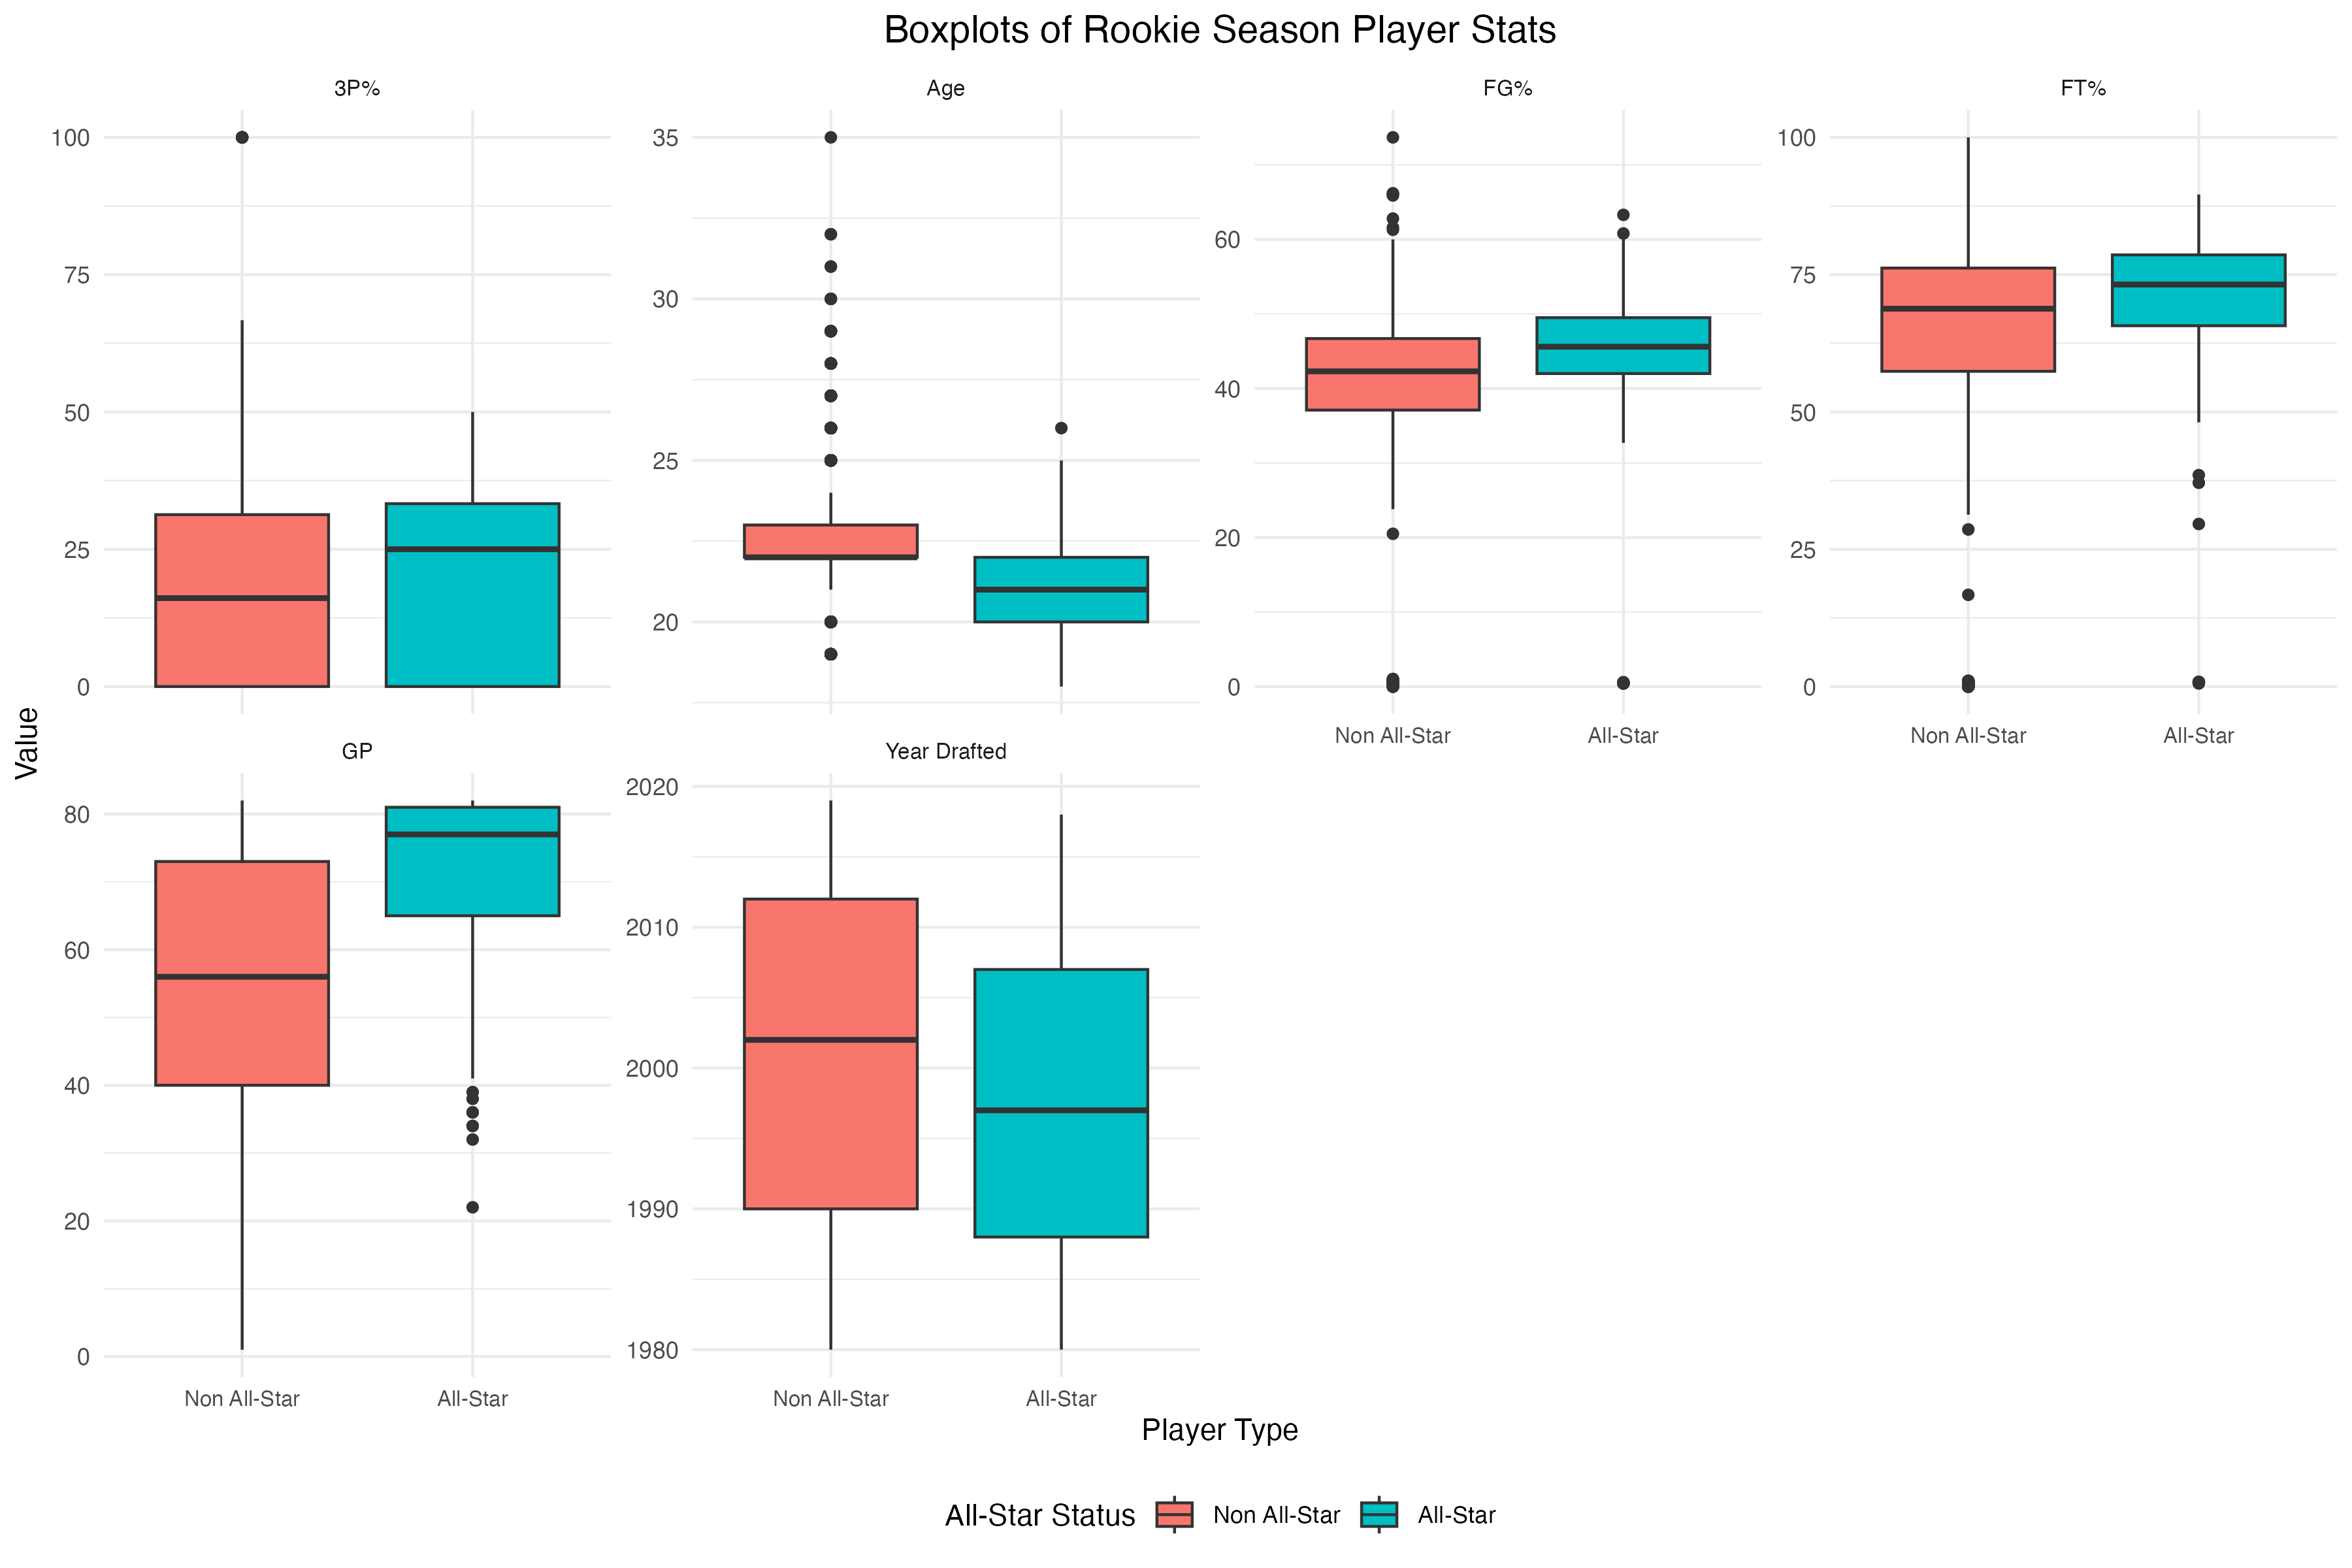 Boxplots of Rookie Season Player Stats
3P%
Age
FG%
FT%
100
75
50
25
0
35
30
25
20
60
40
20
0
100
75
50
25
0
Non All-Star
All-Star
Non All-Star
All-Star
Value
GP
Year Drafted
80
60
40
20
0
2020
2010
2000
1990
1980
Non All-Star
All-Star
Non All-Star
All-Star
Player Type
All-Star Status
Non All-Star
All-Star